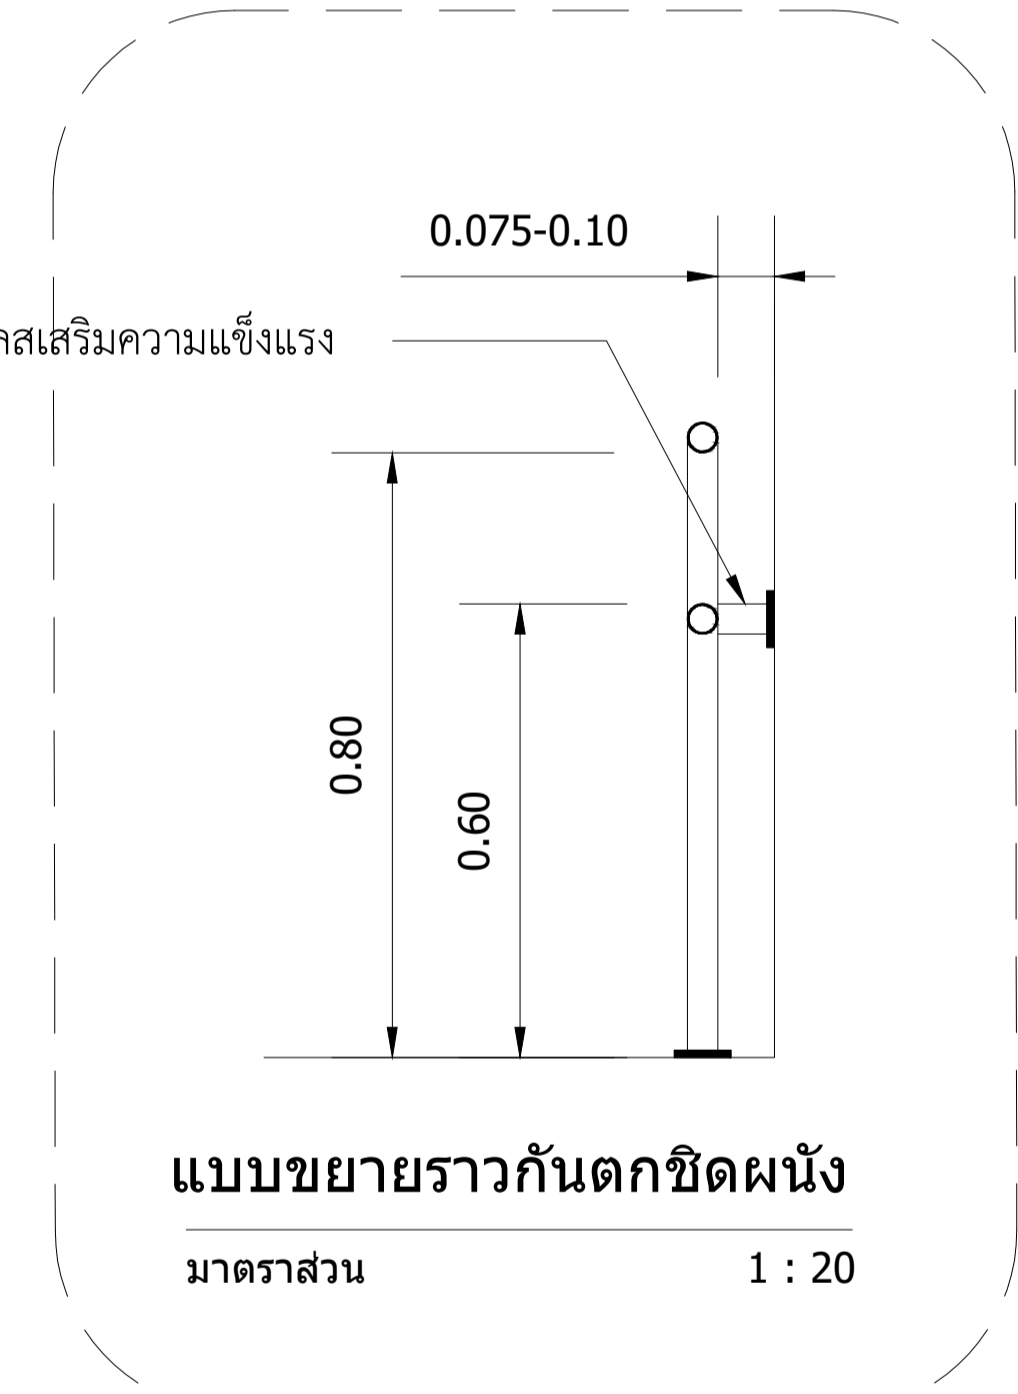 0.075-0.10
ลสเสริมความแข็งแรง
0.80
0.60
แบบขยายราวกันตกชิดผนัง
มาตราส่วน 1 : 20